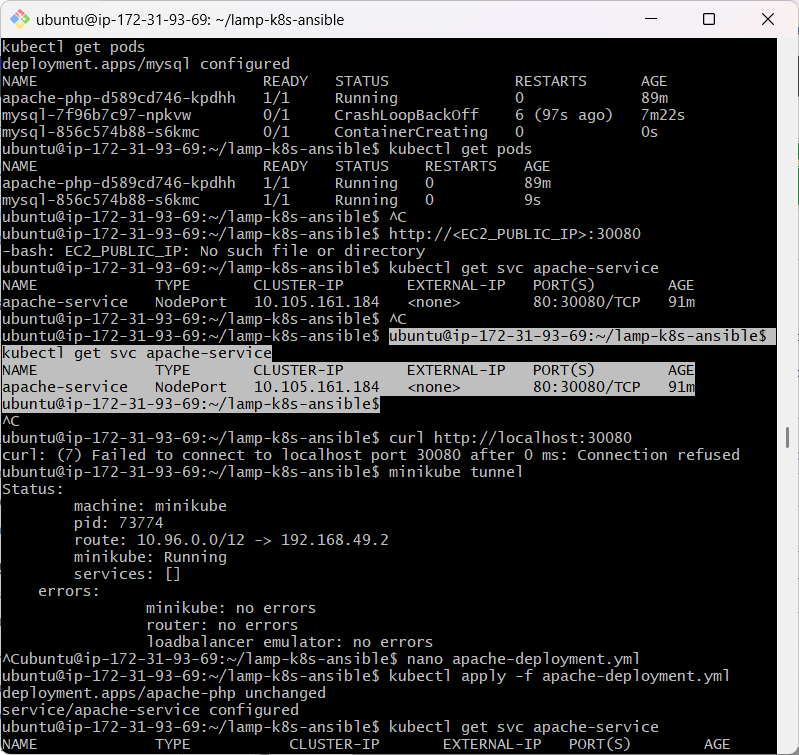 ubuntu@ip-172-31-93-69: ~/lamp-k8s-ansible
kubectl get pods
deployment.apps/mysql configured
NAME                         READY   STATUS              RESTARTS      AGE
apache-php-d589cd746-kpdhh   1/1     Running             0             89m
mysql-7f96b7c97-npkvw        0/1     CrashLoopBackOff    6 (97s ago)   7m22s
mysql-856c574b88-s6kmc       0/1     ContainerCreating   0             0s
ubuntu@ip-172-31-93-69:~/lamp-k8s-ansible$ kubectl get pods
NAME                         READY   STATUS    RESTARTS   AGE
apache-php-d589cd746-kpdhh   1/1     Running   0          89m
mysql-856c574b88-s6kmc       1/1     Running   0          9s
ubuntu@ip-172-31-93-69:~/lamp-k8s-ansible$ ^C
ubuntu@ip-172-31-93-69:~/lamp-k8s-ansible$ http://<EC2_PUBLIC_IP>:30080
-bash: EC2_PUBLIC_IP: No such file or directory
ubuntu@ip-172-31-93-69:~/lamp-k8s-ansible$ kubectl get svc apache-service
NAME             TYPE       CLUSTER-IP       EXTERNAL-IP   PORT(S)        AGE
apache-service   NodePort   10.105.161.184   <none>        80:30080/TCP   91m
ubuntu@ip-172-31-93-69:~/lamp-k8s-ansible$ ^C
ubuntu@ip-172-31-93-69:~/lamp-k8s-ansible$ ubuntu@ip-172-31-93-69:~/lamp-k8s-ansible$
kubectl get svc apache-service
NAME             TYPE       CLUSTER-IP       EXTERNAL-IP   PORT(S)        AGE
apache-service   NodePort   10.105.161.184   <none>        80:30080/TCP   91m
ubuntu@ip-172-31-93-69:~/lamp-k8s-ansible$
^C
ubuntu@ip-172-31-93-69:~/lamp-k8s-ansible$ curl http://localhost:30080
curl: (7) Failed to connect to localhost port 30080 after 0 ms: Connection refused
ubuntu@ip-172-31-93-69:~/lamp-k8s-ansible$ minikube tunnel
Status:
        machine: minikube
        pid: 73774
        route: 10.96.0.0/12 -> 192.168.49.2
        minikube: Running
        services: []
    errors:
                minikube: no errors
                router: no errors
                loadbalancer emulator: no errors
^Cubuntu@ip-172-31-93-69:~/lamp-k8s-ansible$ nano apache-deployment.yml
ubuntu@ip-172-31-93-69:~/lamp-k8s-ansible$ kubectl apply -f apache-deployment.yml
deployment.apps/apache-php unchanged
service/apache-service configured
ubuntu@ip-172-31-93-69:~/lamp-k8s-ansible$ kubectl get svc apache-service
NAME             TYPE           CLUSTER-IP       EXTERNAL-IP   PORT(S)        AGE